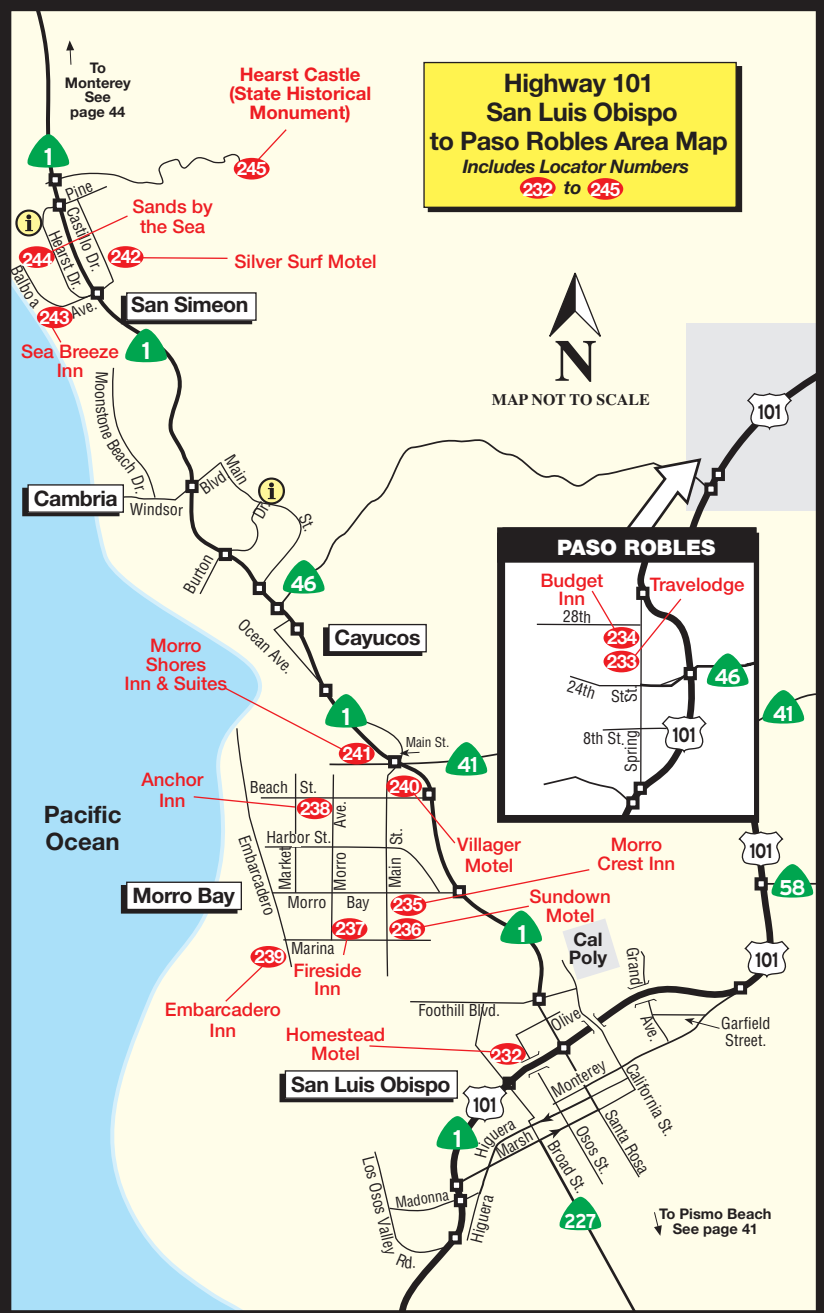 To
Monterey
See
page 44
Hearst Castle
(State Historical
Monument)
Highway 101
San Luis Obispo
to Paso Robles Area Map
Includes Locator Numbers
232 to 245
1
245
Pine
i
Sands by
the Sea
Castillo Dr.
Hearst Dr.
244
242
Silver Surf Motel
Balboa
Ave.
243
San Simeon
Sea Breeze
Inn
1
N
MAP NOT TO SCALE
101
Moonstone Beach Dr.
Main
St.
Blvd
i
Cambria
Windsor
Dr.
Burton
46
PASO ROBLES
Budget
Inn
Travelodge
28th
234
233
46
24th
St.
St.
8th St.
101
Spring
41
Ocean Ave.
Cayucos
Morro
Shores
Inn & Suites
1
241
Main St.
41
Anchor
Inn
Beach St.
240
238
Ave.
Pacific
Ocean
Villager
Motel
Harbor St.
St.
Morro
Crest Inn
101
Embarcadero
Market
Morro
Main
58
Morro Bay
Morro Bay
235
Sundown
Motel
237
236
1
Cal
Poly
Marina
239
Fireside
Inn
101
Grand
Ave.
Embarcadero
Inn
Foothill Blvd.
Olive
Garfield
Street.
Homestead
Motel
232
San Luis Obispo
Monterey
California St.
101
1
Higuera
Marsh
Santa Rosa
Osos St.
Broad St.
Los Osos Valley
Rd.
Madonna
Higuera
227
To Pismo Beach
See page 41